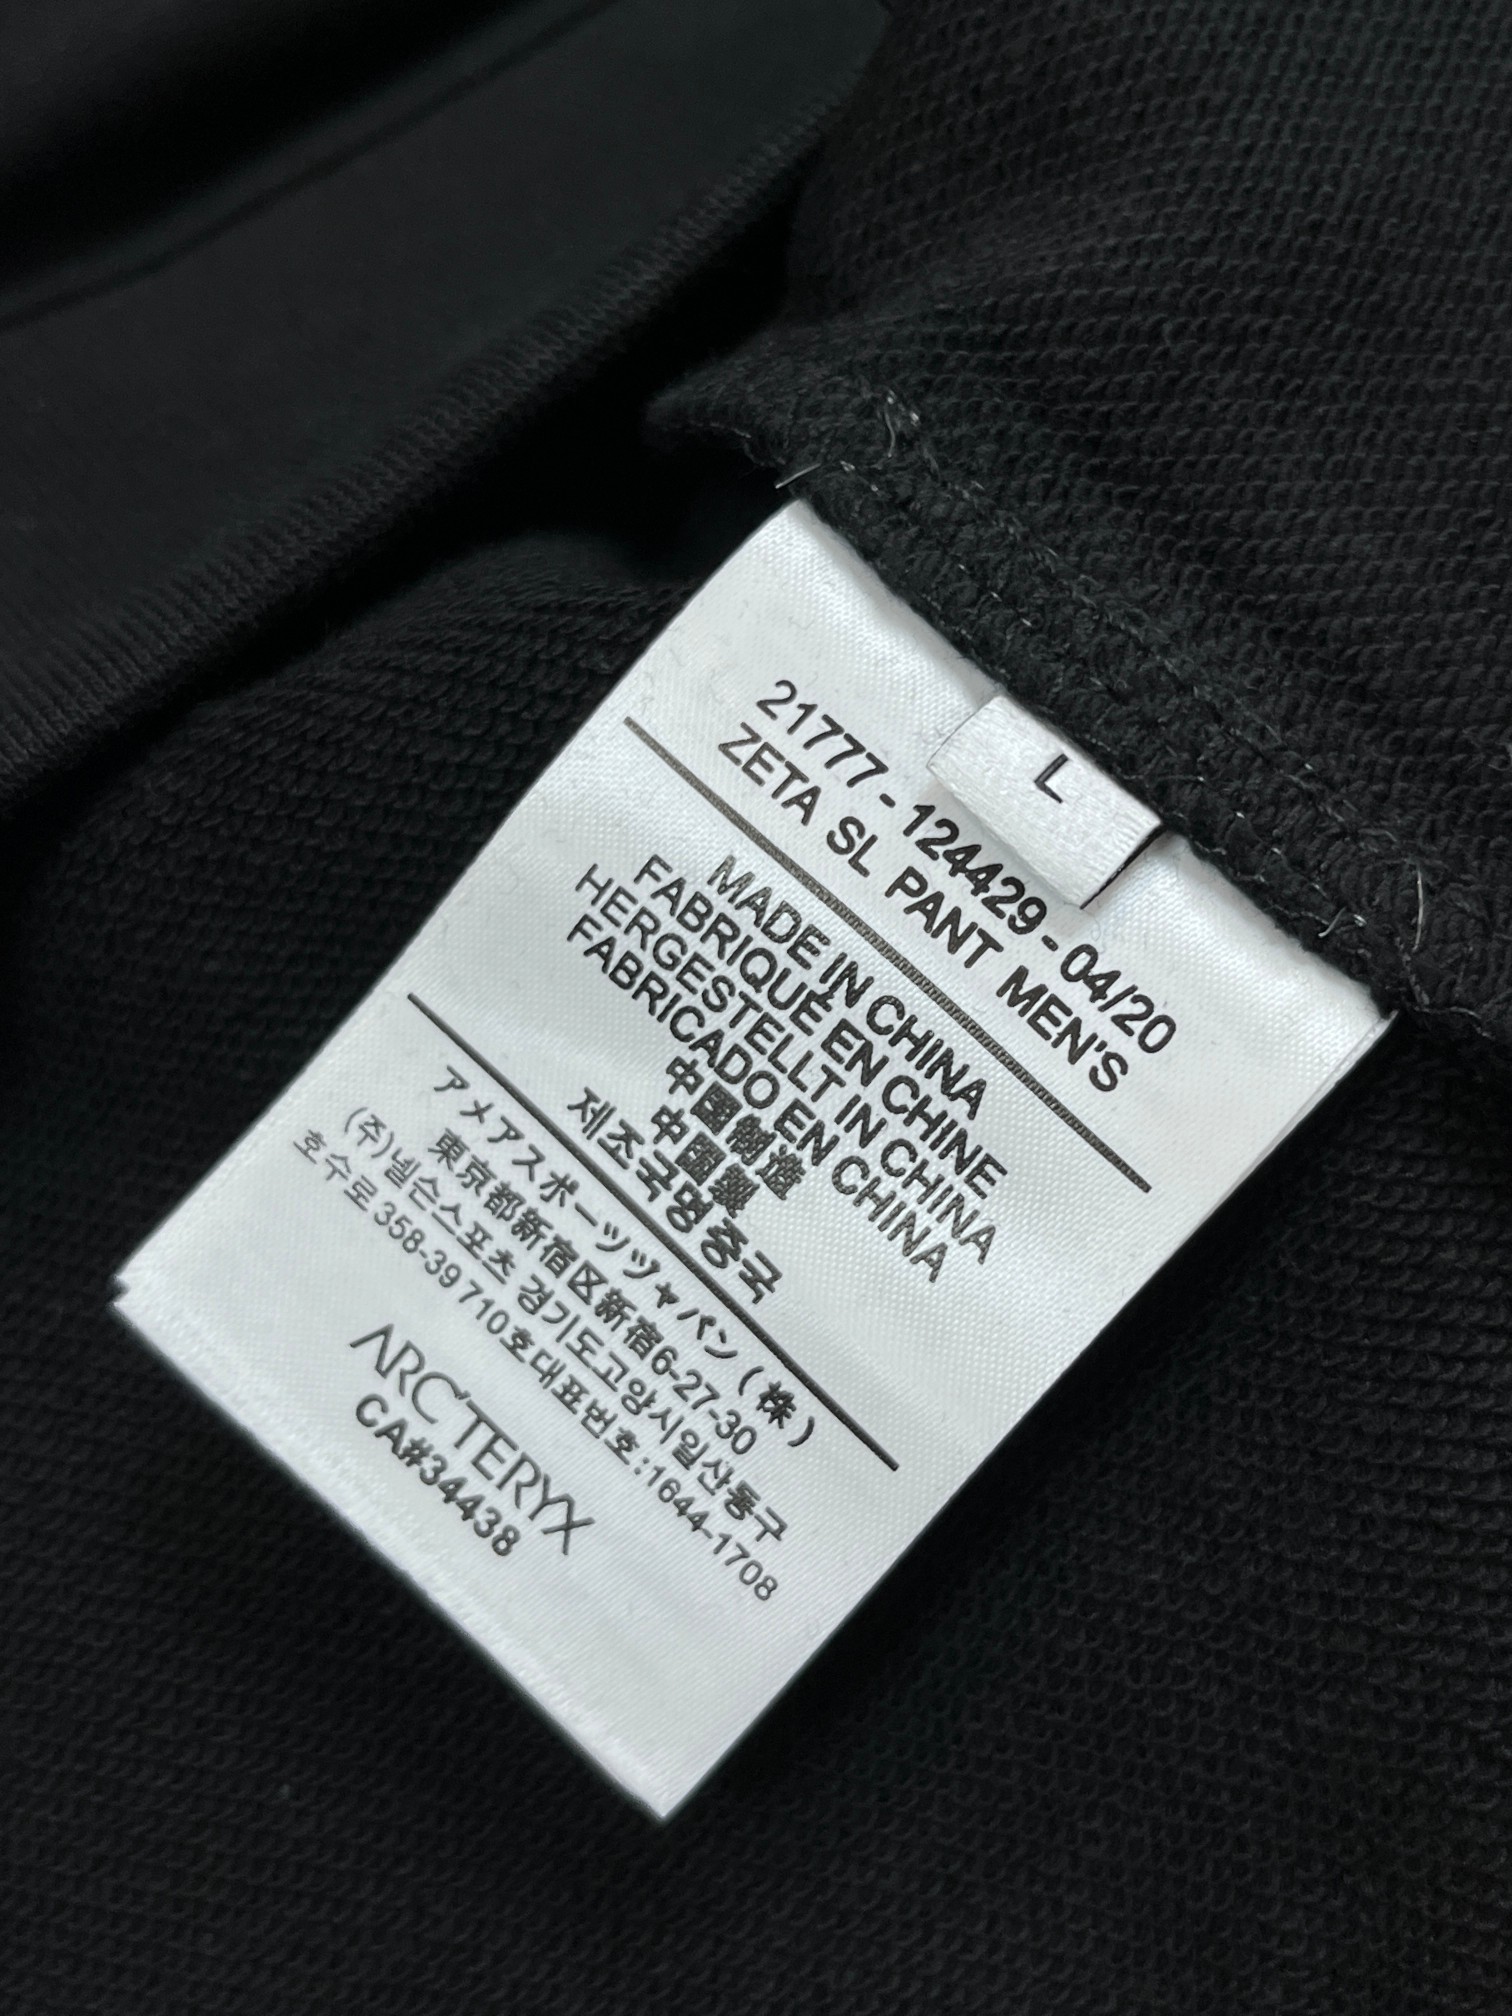 L
21777 - 124429 - 04/20
ZETA SL PANT MEN'S
MADE IN CHINA
FABRIQUÉ EN CHINE
HERGESTELLT IN CHINA
FABRICADO EN CHINA
中国制造
中國製
제조국명중국
アメアスポーツツジャパン(株)
東京都新宿区新宿6-27-30
(주)넬슨스포츠 경기도고양시일산동구
호수로 358-39 710호대표번호:1644-1708
ARC'TERYX
CA#34438